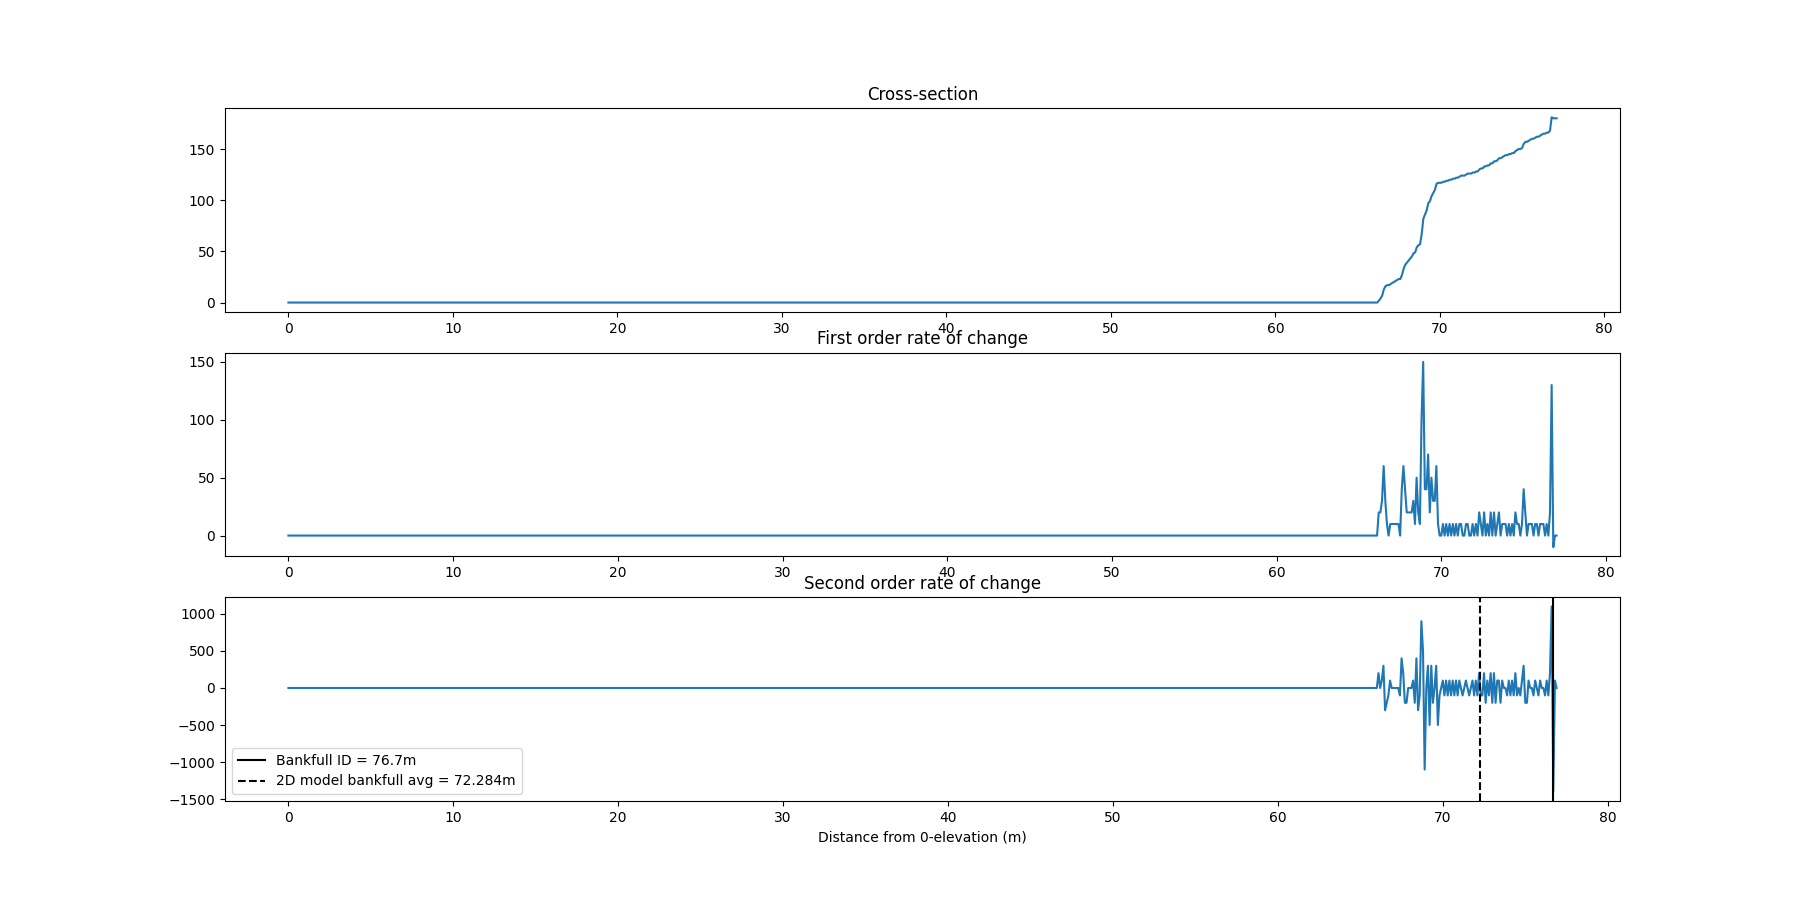 Cross-section
150
100
50
0
0 10 20 30 40 50 60 70 80
First order rate of change
150
100
50
0
0 10 20 30 40 50 60 70 80
Second order rate of change
1000
500
0
−500
−1000
−1500
Bankfull ID = 76.7m
2D model bankfull avg = 72.284m
0 10 20 30 40 50 60 70 80
Distance from 0-elevation (m)